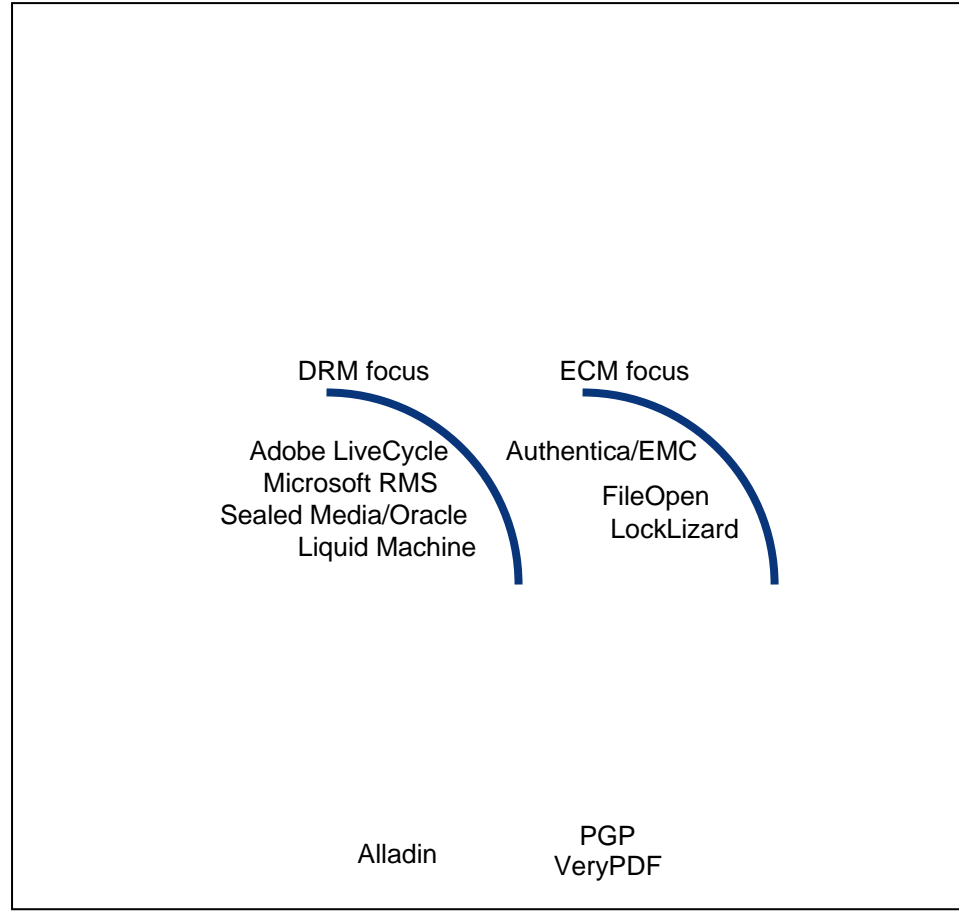 DRM focus
ECM focus
Adobe LiveCycle
Microsoft RMS
Sealed Media/Oracle
Liquid Machine
Authentica/EMC
FileOpen
LockLizard
Alladin
PGP
VeryPDF